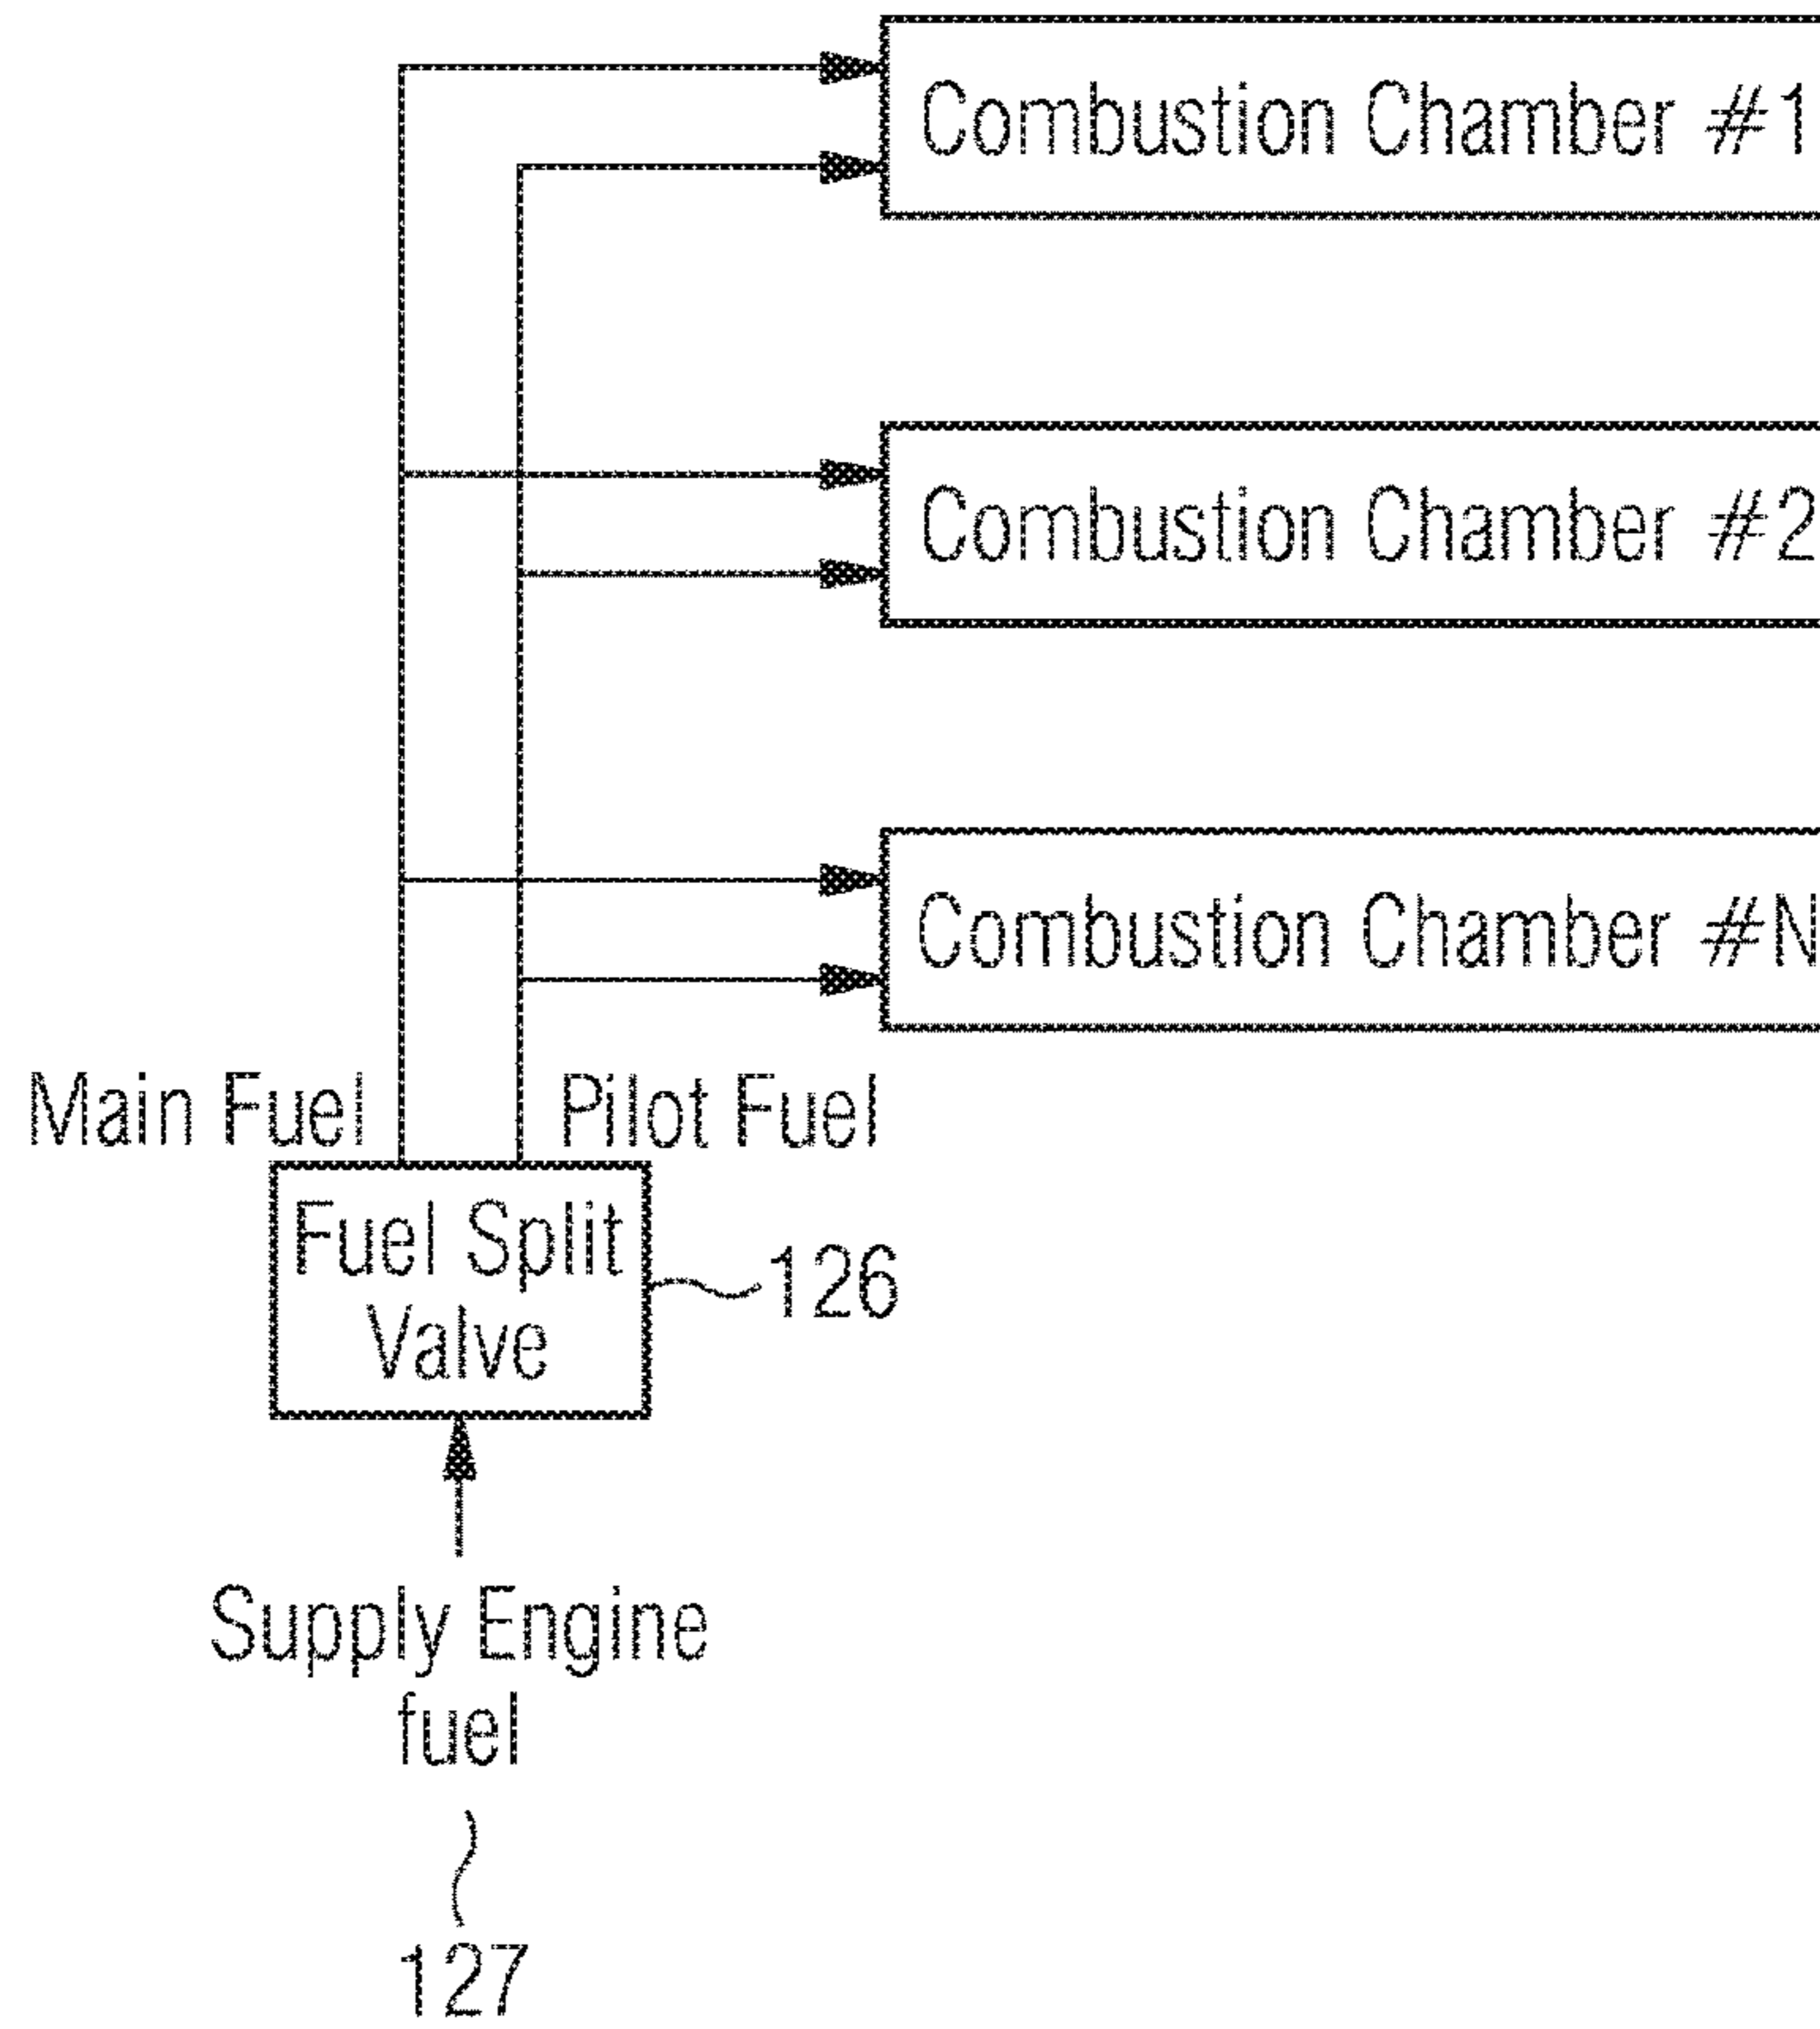 Combustion Chamber #1
Combustion Chamber #2
Combustion Chamber #N
Main Fuel
Pilot Fuel
Fuel Split
Valve
126
Supply Engine
fuel
127